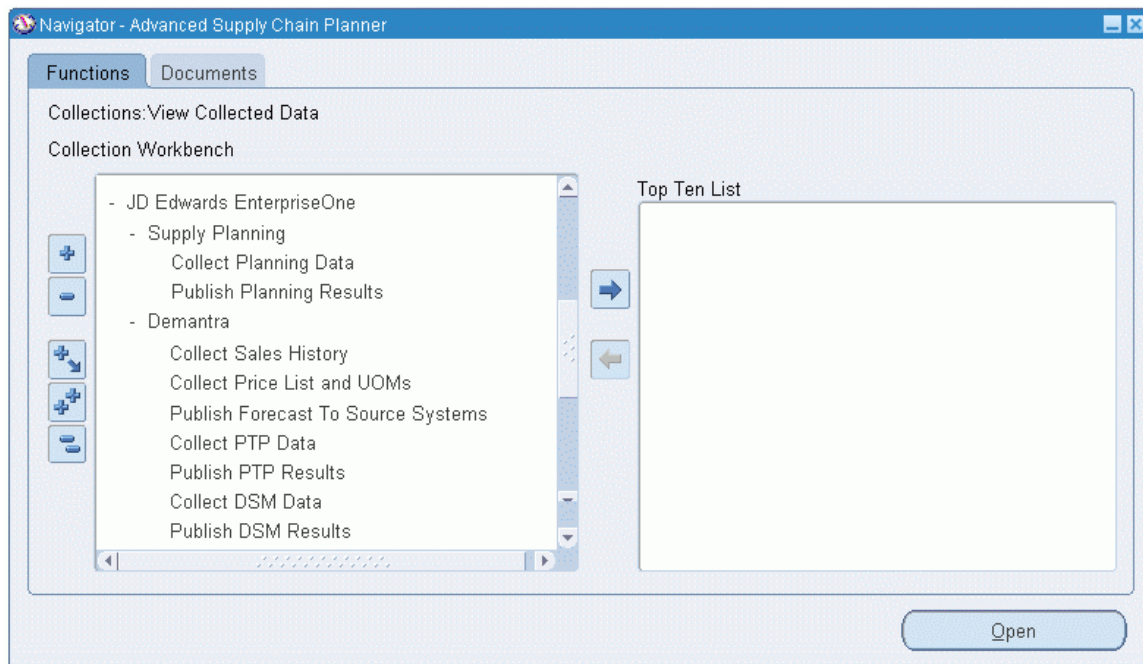 Navigator - Advanced Supply Chain Planner
Functions
Documents
Collections:View Collected Data
Collection Workbench
Top Ten List
- JD Edwards EnterpriseOne
- Supply Planning
Collect Planning Data
Publish Planning Results
- Demantra
Collect Sales History
Collect Price List and UOMs
Publish Forecast To Source Systems
Collect PTP Data
Publish PTP Results
Collect DSM Data
Publish DSM Results
Open